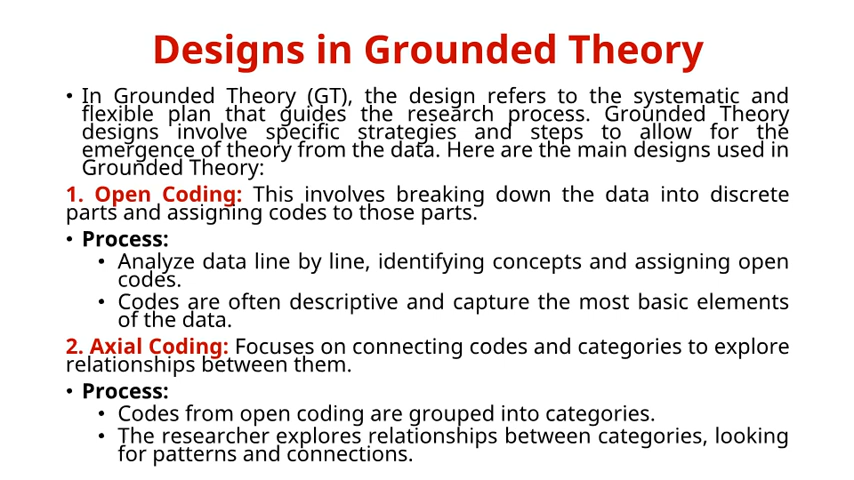 Designs in Grounded Theory
• In Grounded Theory (GT), the design refers to the systematic and
flexible plan that guides the research process. Grounded Theory
designs involve specific strategies and steps to allow for the
emergence of theory from the data. Here are the main designs used in
Grounded Theory:
1. Open Coding: This involves breaking down the data into discrete
parts and assigning codes to those parts.
• Process:
• Analyze data line by line, identifying concepts and assigning open
codes.
• Codes are often descriptive and capture the most basic elements
of the data.
2. Axial Coding: Focuses on connecting codes and categories to explore
relationships between them.
• Process:
• Codes from open coding are grouped into categories.
• The researcher explores relationships between categories, looking
for patterns and connections.